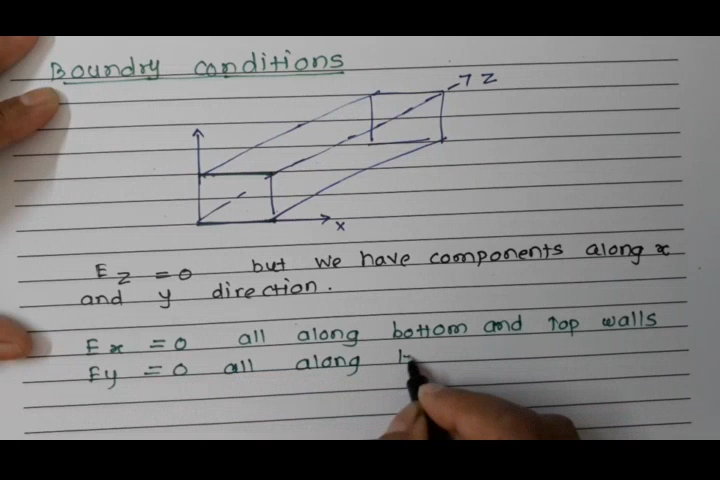 Boundry conditions
Z
x
Ez = 0 but we have components along x
and y direction.
Ex = 0 all along bottom and Top walls
Ey = 0 all along